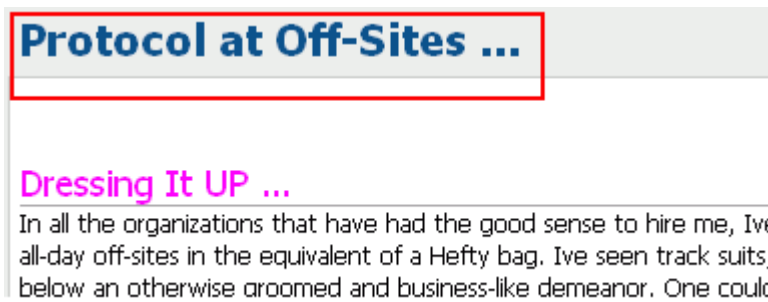 Protocol at Off-Sites ...
Dressing It UP ...
In all the organizations that have had the good sense to hire me, Ive
all-day off-sites in the equivalent of a Hefty bag. Ive seen track suits,
below an otherwise groomed and business-like demeanor. One could